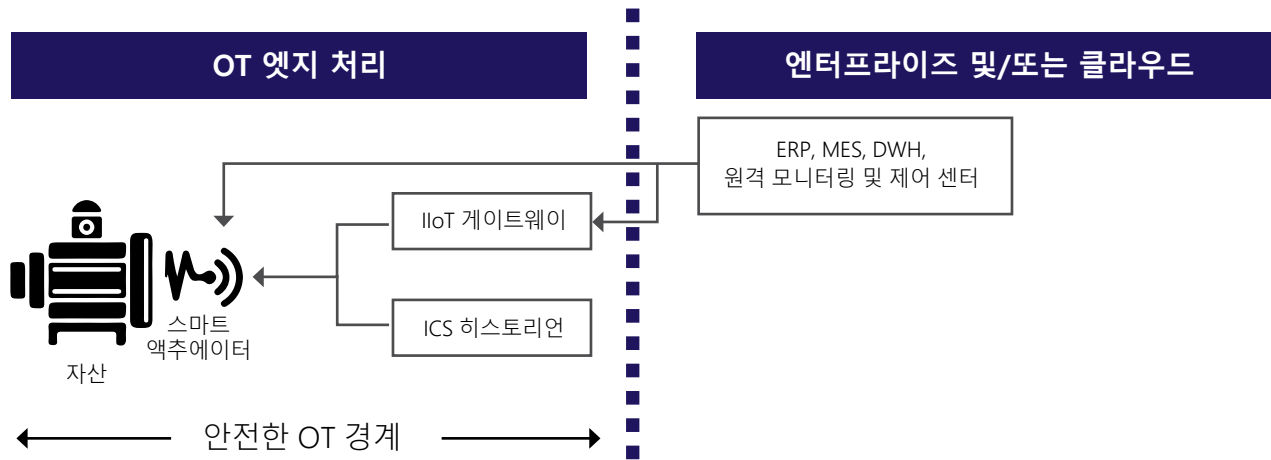 OT 엣지 처리
엔터프라이즈 및/또는 클라우드
ERP, MES, DWH,
원격 모니터링 및 제어 센터
IIoT 게이트웨이
ICS 히스토리언
스마트
액추에이터
자산
안전한 OT 경계